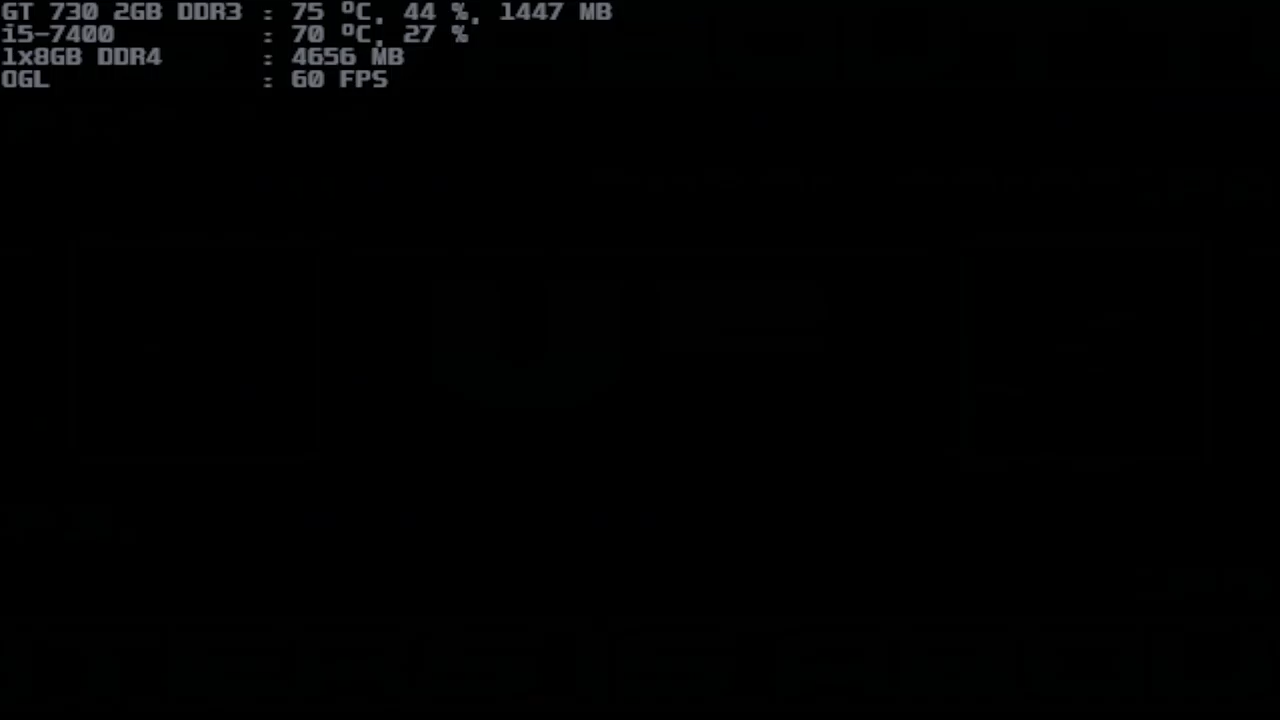 GT 730 2GB DDR3 : 75 ºC, 44 %, 1447 MB
i5-7400 : 70 ºC, 27 %
1x8GB DDR4 : 4656 MB
OGL : 60 FPS